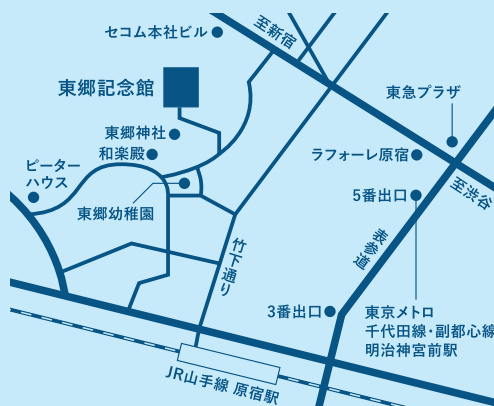 セコム本社ビル
至新宿
東郷記念館
東急プラザ
東郷神社
和楽殿
ラフォーレ原宿
ピーター
ハウス
至渋谷
5番出口
東郷幼稚園
表参道
竹下通り
3番出口
東京メトロ
千代田線・副都心線
明治神宮前駅
JR山手線 原宿駅